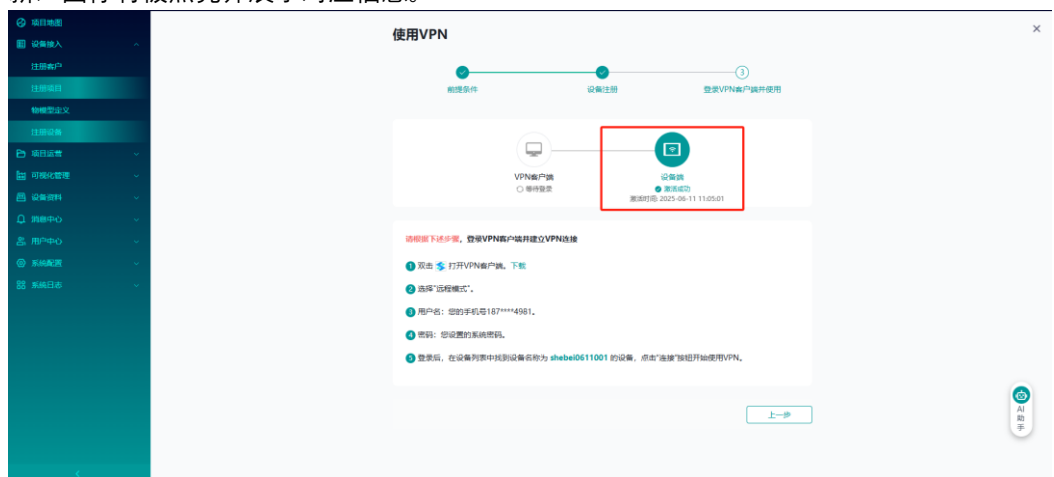 项目地图
设备接入
注册客户
注册项目
物模型定义
注册设备
项目运营
可视化管理
设备资料
消息中心
用户中心
系统配置
系统日志
使用VPN
3
前提条件
设备注册
登录VPN客户端并使用
VPN客户端
等待登录
设备端
激活成功
激活时间: 2025-06-11 11:05:01
请根据下述步骤，登录VPN客户端并建立VPN连接
1 双击 打开VPN客户端。下载
2 选择"远程模式"。
3 用户名：您的手机号187****4981。
4 密码：您设置的系统密码。
5 登录后，在设备列表中找到设备名称为 shebei0611001 的设备，点击"连接"按钮开始使用VPN。
上一步
AI
助
手